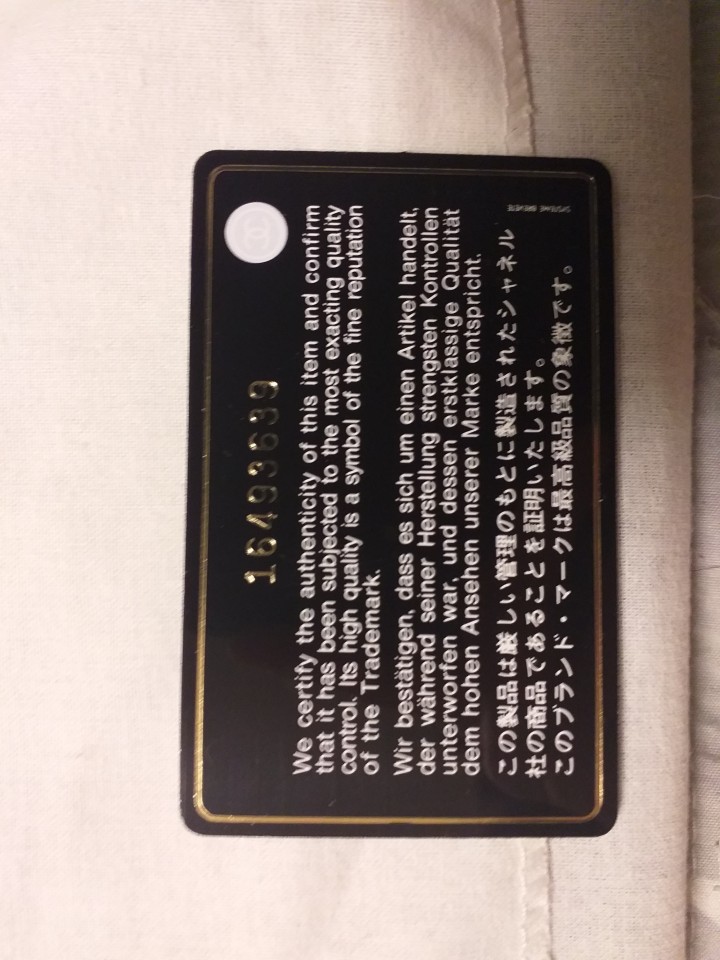 16493639
We certify the authenticity of this item and confirm
that it has been subjected to the most exacting quality
control. Its high quality is a symbol of the fine reputation
of the Trademark.
Wir bestätigen, dass es sich um einen Artikel handelt,
der während seiner Herstellung strengsten Kontrollen
unterworfen war, und dessen erstklassige Qualität
dem hohen Ansehen unserer Marke entspricht.
この製品は厳しい管理のもとに製造されたシャネル
社の商品であることを証明いたします。
このブランド・マークは最高級品質の象徴です。